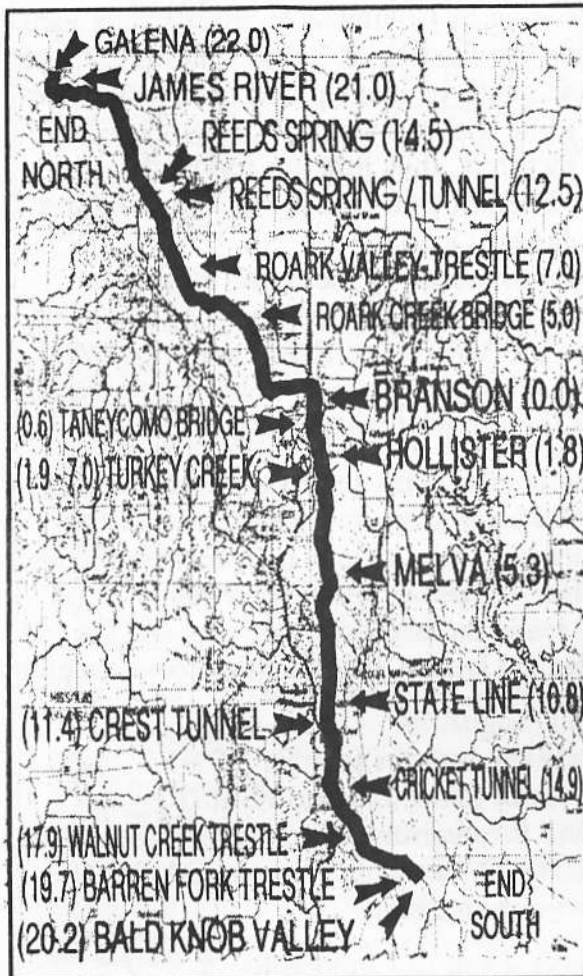 GALENA (22.0)
JAMES RIVER (21.0)
END
NORTH
REEDS SPRING (14.5)
REEDS SPRING / TUNNEL (12.5)
ROARK VALLEY TRESTLE (7.0)
ROARK CREEK BRIDGE (5.0)
BRANSON (0.0)
(0.6) TANEYCOMO BRIDGE
HOLLISTER (1.8)
(1.9 - 7.0) TURKEY CREEK
MELVA (5.3)
STATE LINE (10.8)
(11.4) CREST TUNNEL
CRICKET TUNNEL (14.9)
(17.9) WALNUT CREEK TRESTLE
(19.7) BARREN FORK TRESTLE
(20.2) BALD KNOB VALLEY
END
SOUTH